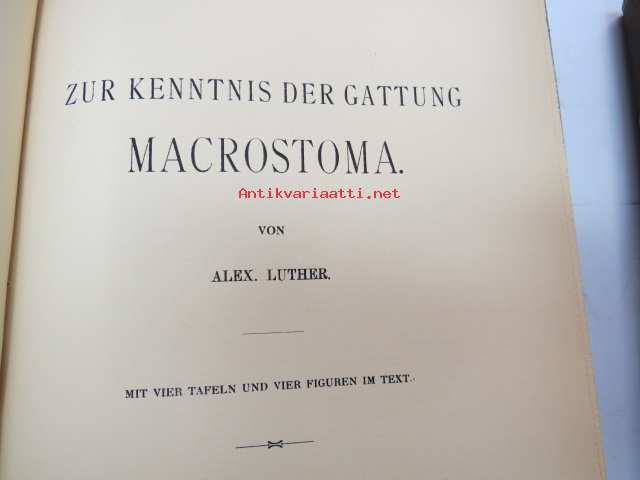 ZUR KENNTNIS DER GATTUNG
MACROSTOMA.
Antikvariaatti.net
VON
ALEX. LUTHER.
MIT VIER TAFELN UND VIER FIGUREN IM TEXT.